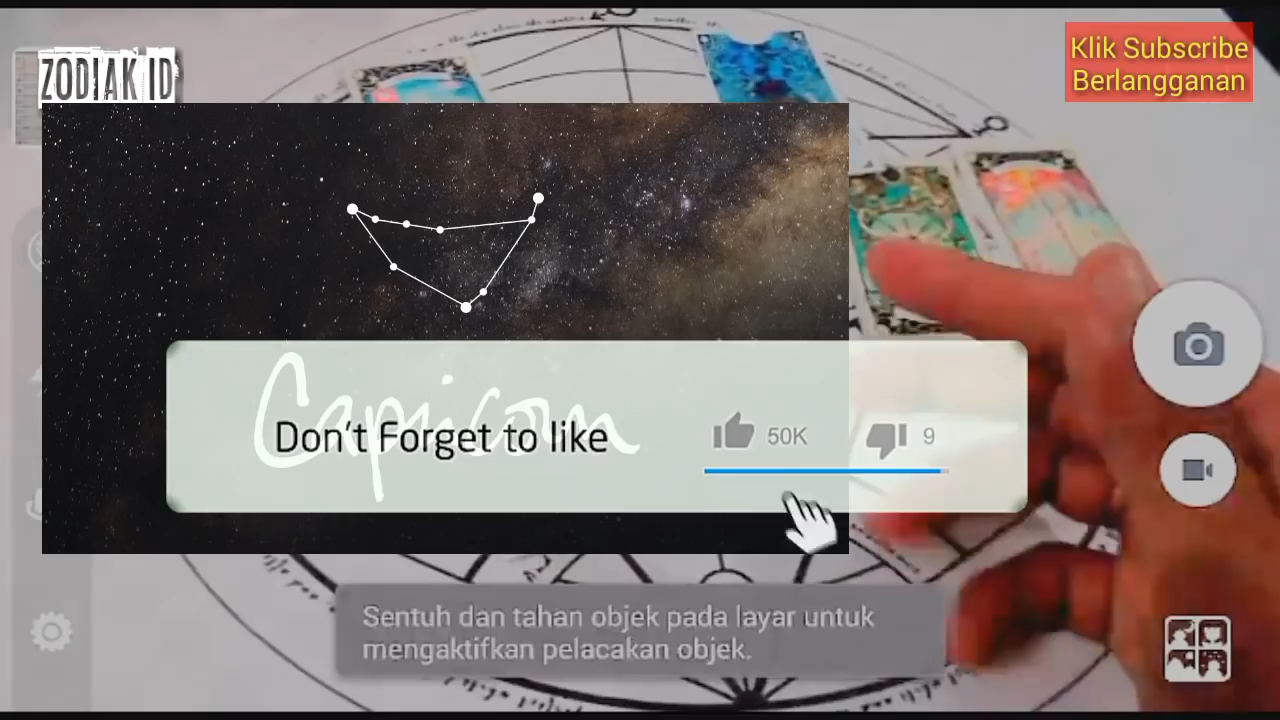 ZODIAK ID
Klik Subscribe
Berlangganan
Capricorn
Don't Forget to like
50K
9
Sentuh dan tahan objek pada layar untuk
mengaktifkan pelacakan objek.